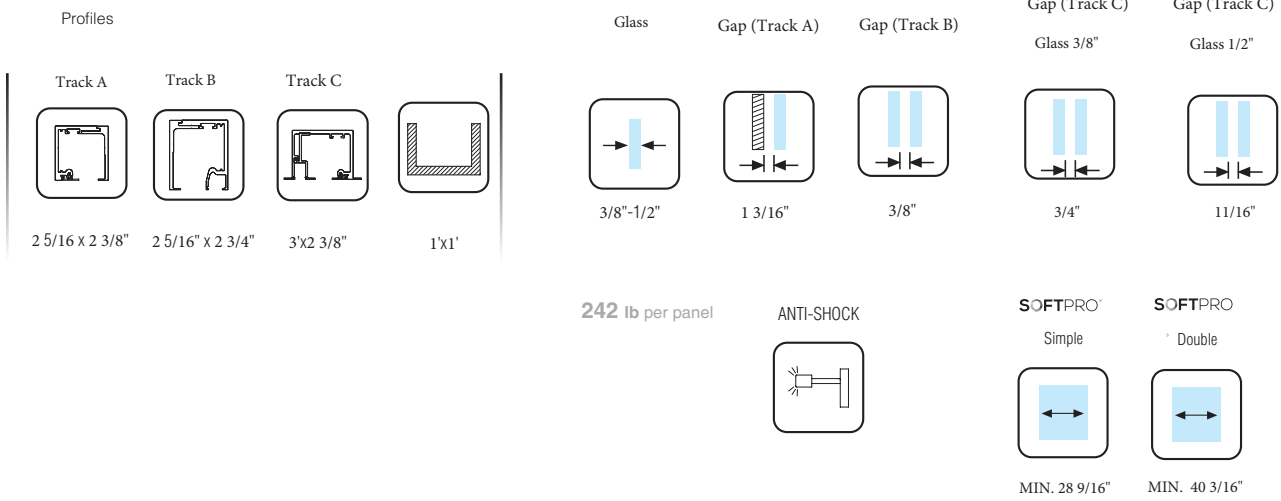 Profiles
Track A
Track B
Track C
2 5/16 x 2 3/8"
2 5/16" x 2 3/4"
3'x2 3/8"
1'x1'
Glass
Gap (Track A)
Gap (Track B)
Gap (Track C)
Gap (Track C)
Glass 3/8"
Glass 1/2"
3/8"-1/2"
1 3/16"
3/8"
3/4"
11/16"
242 lb per panel
ANTI-SHOCK
SOFTPRO
Simple
SOFTPRO
Double
MIN. 28 9/16"
MIN. 40 3/16"